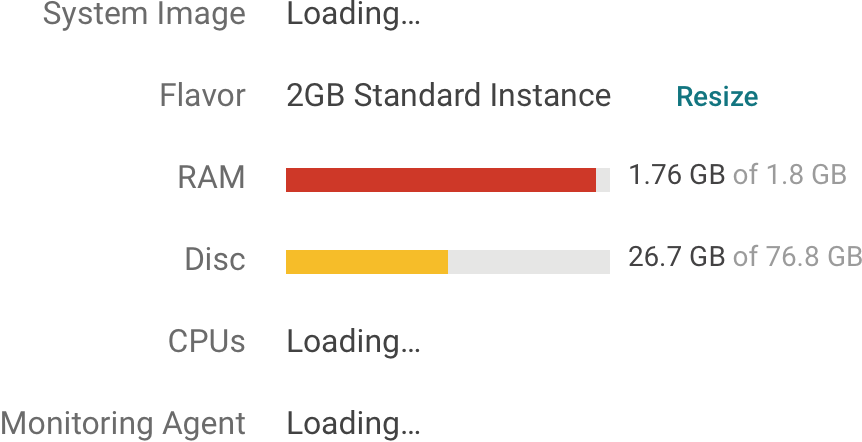 System Image Loading…
Flavor 2GB Standard Instance Resize
RAM 1.76 GB of 1.8 GB
Disc 26.7 GB of 76.8 GB
CPUs Loading…
Monitoring Agent Loading…